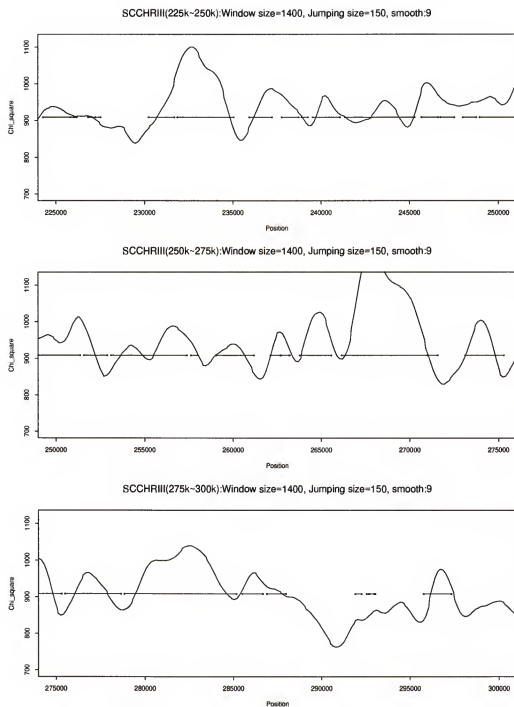 SCCHRIII(225k~250k):Window size=1400, Jumping size=150, smooth:9
Chi_square
1100
1000
900
800
700
225000 230000 235000 240000 245000 250000
Position
SCCHRIII(250k~275k):Window size=1400, Jumping size=150, smooth:9
Chi_square
1100
1000
900
800
700
250000 255000 260000 265000 270000 275000
Position
SCCHRIII(275k~300k):Window size=1400, Jumping size=150, smooth:9
Chi_square
1100
1000
900
800
700
275000 280000 285000 290000 295000 300000
Position